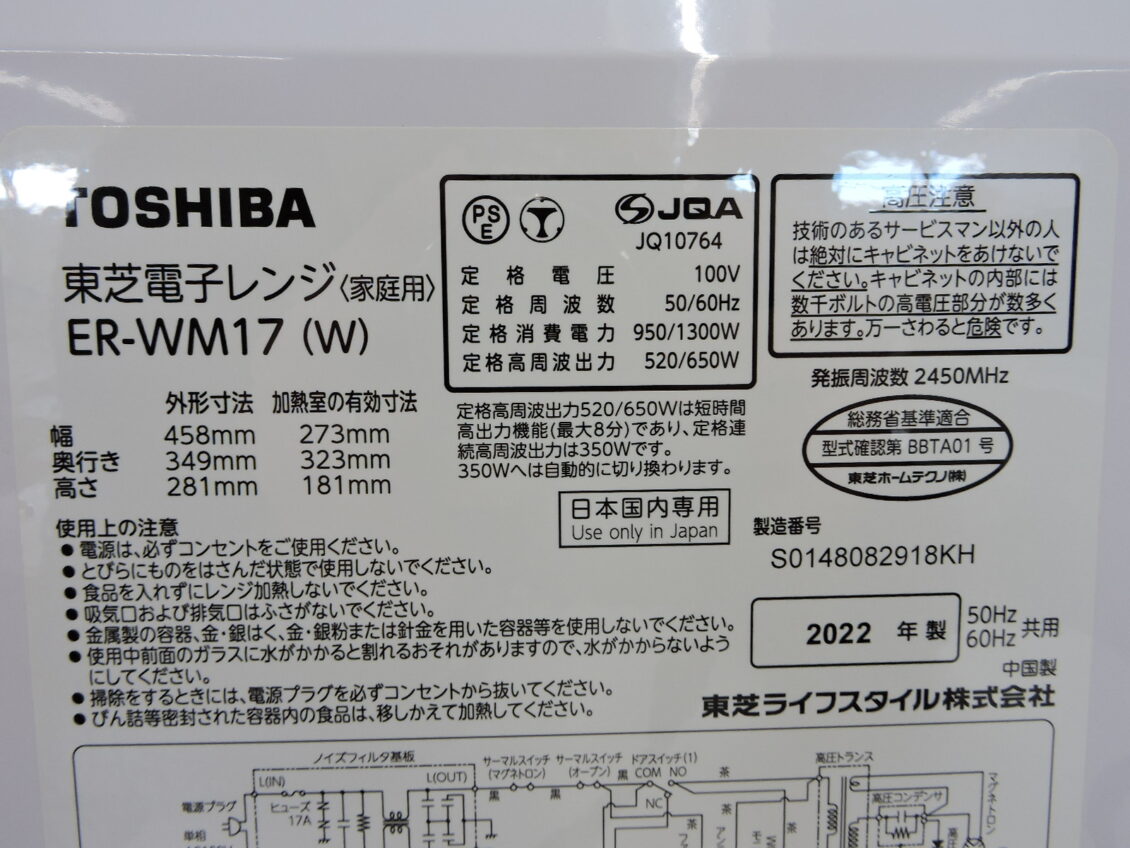 TOSHIBA
東芝電子レンジ〈家庭用〉
ER-WM17 (W)
外形寸法 加熱室の有効寸法
幅 458mm 273mm
奥行き 349mm 323mm
高さ 281mm 181mm
PS
E
JQA
JQ10764
定格電圧 100V
定格周波数 50/60Hz
定格消費電力 950/1300W
定格高周波出力 520/650W
定格高周波出力520/650Wは短時間
高出力機能(最大8分)であり、定格連
続高周波出力は350Wです。
350Wへは自動的に切り換わります。
日本国内専用
Use only in Japan
高圧注意
技術のあるサービスマン以外の人
は絶対にキャビネットをあけないで
ください。キャビネットの内部には
数千ボルトの高電圧部分が数多く
あります。万一さわると危険です。
発振周波数 2450MHz
総務省基準適合
型式確認第 BBTA01 号
東芝ホームテクノ(株)
製造番号
S0148082918KH
2022 年 製
50Hz
60Hz 共用
中国製
東芝ライフスタイル株式会社
使用上の注意
● 電源は、必ずコンセントをご使用ください。
● とびらにものをはさんだ状態で使用しないでください。
● 食品を入れずにレンジ加熱しないでください。
● 吸気口および排気口はふさがないでください。
● 金属製の容器、金・銀はく、金・銀粉または針金を用いた容器等を使用しないでください。
● 使用中前面のガラスに水がかかると割れるおそれがありますので、水がかからないよう
にしてください。
● 掃除をするときには、電源プラグを必ずコンセントから抜いてください。
● びん詰等密封された容器内の食品は、移しかえて加熱してください。
ノイズフィルタ基板
L(IN)
L(OUT)
電源プラグ
ヒューズ
17A
単相
サーマルスイッチ
(マグネトロン)
サーマルスイッチ
(オーブン)
ドアスイッチ(1)
黒 COM NO
NC
黒
黒
茶
茶
茶
茶
高圧トランス
高圧コンデンサ
マグネトロン